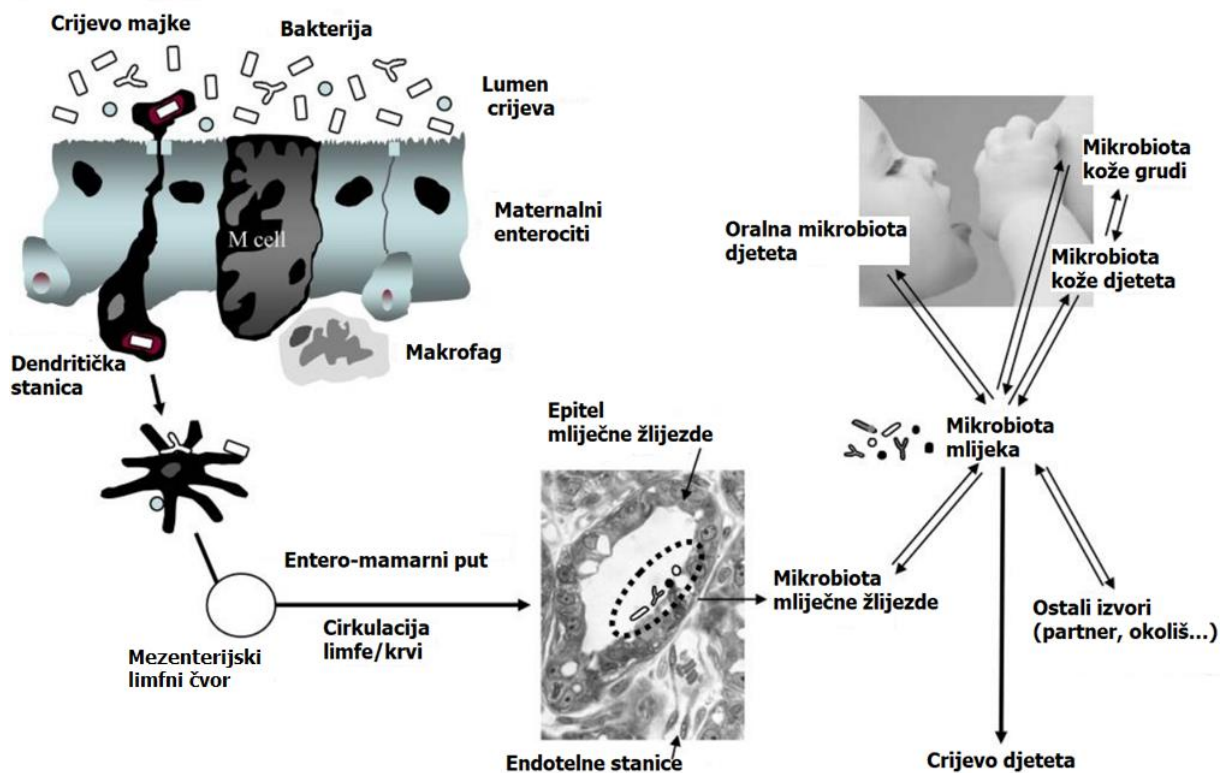 Crijevo majke
Bakterija
Lumen
crijeva
Maternalni
enterociti
M cell
Makrofag
Dendritička
stanica
Mezenterijski
limfni čvor
Entero-mamarni put
Cirkulacija
limfe/krvi
Epitel
mliječne žlijezde
Endotelne stanice
Mikrobiota
mliječne žlijezde
Oralna mikrobiota
djeteta
Mikrobiota
kože grudi
Mikrobiota
kože djeteta
Mikrobiota
mlijeka
Ostali izvori
(partner, okoliš...)
Crijevo djeteta